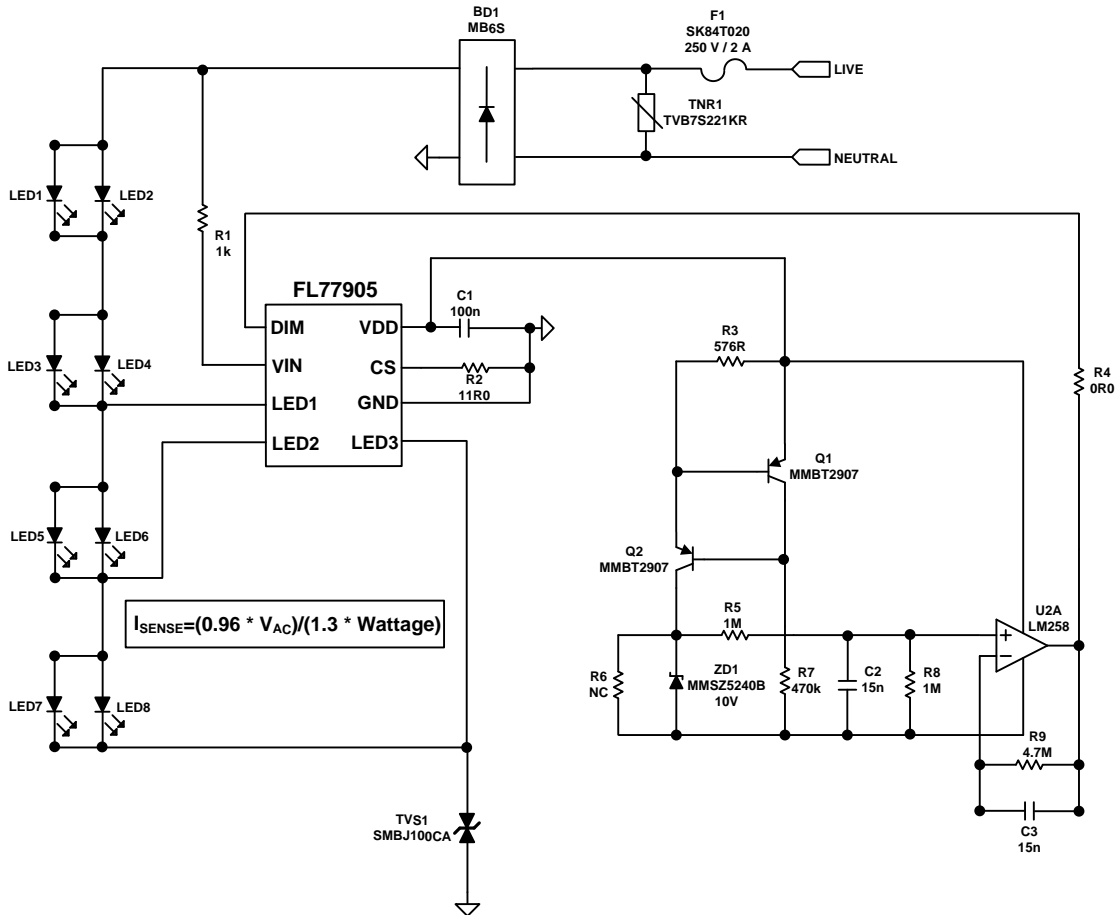 BD1
MB6S
F1
SK84T020
250 V / 2 A
LIVE
TNR1
TVB7S221KR
NEUTRAL
LED1
LED2
R1
1k
FL77905
C1
100n
DIM
VDD
R3
576R
LED3
LED4
VIN
CS
R2
11R0
R4
0R0
LED1
GND
LED2
LED3
Q1
MMBT2907
LED5
LED6
Q2
MMBT2907
ISENSE=(0.96 * VAC)/(1.3 * Wattage)
R5
1M
U2A
LM258
+
−
R6
NC
ZD1
MMSZ5240B
10V
R7
470k
C2
15n
R8
1M
LED7
LED8
R9
4.7M
TVS1
SMBJ100CA
C3
15n